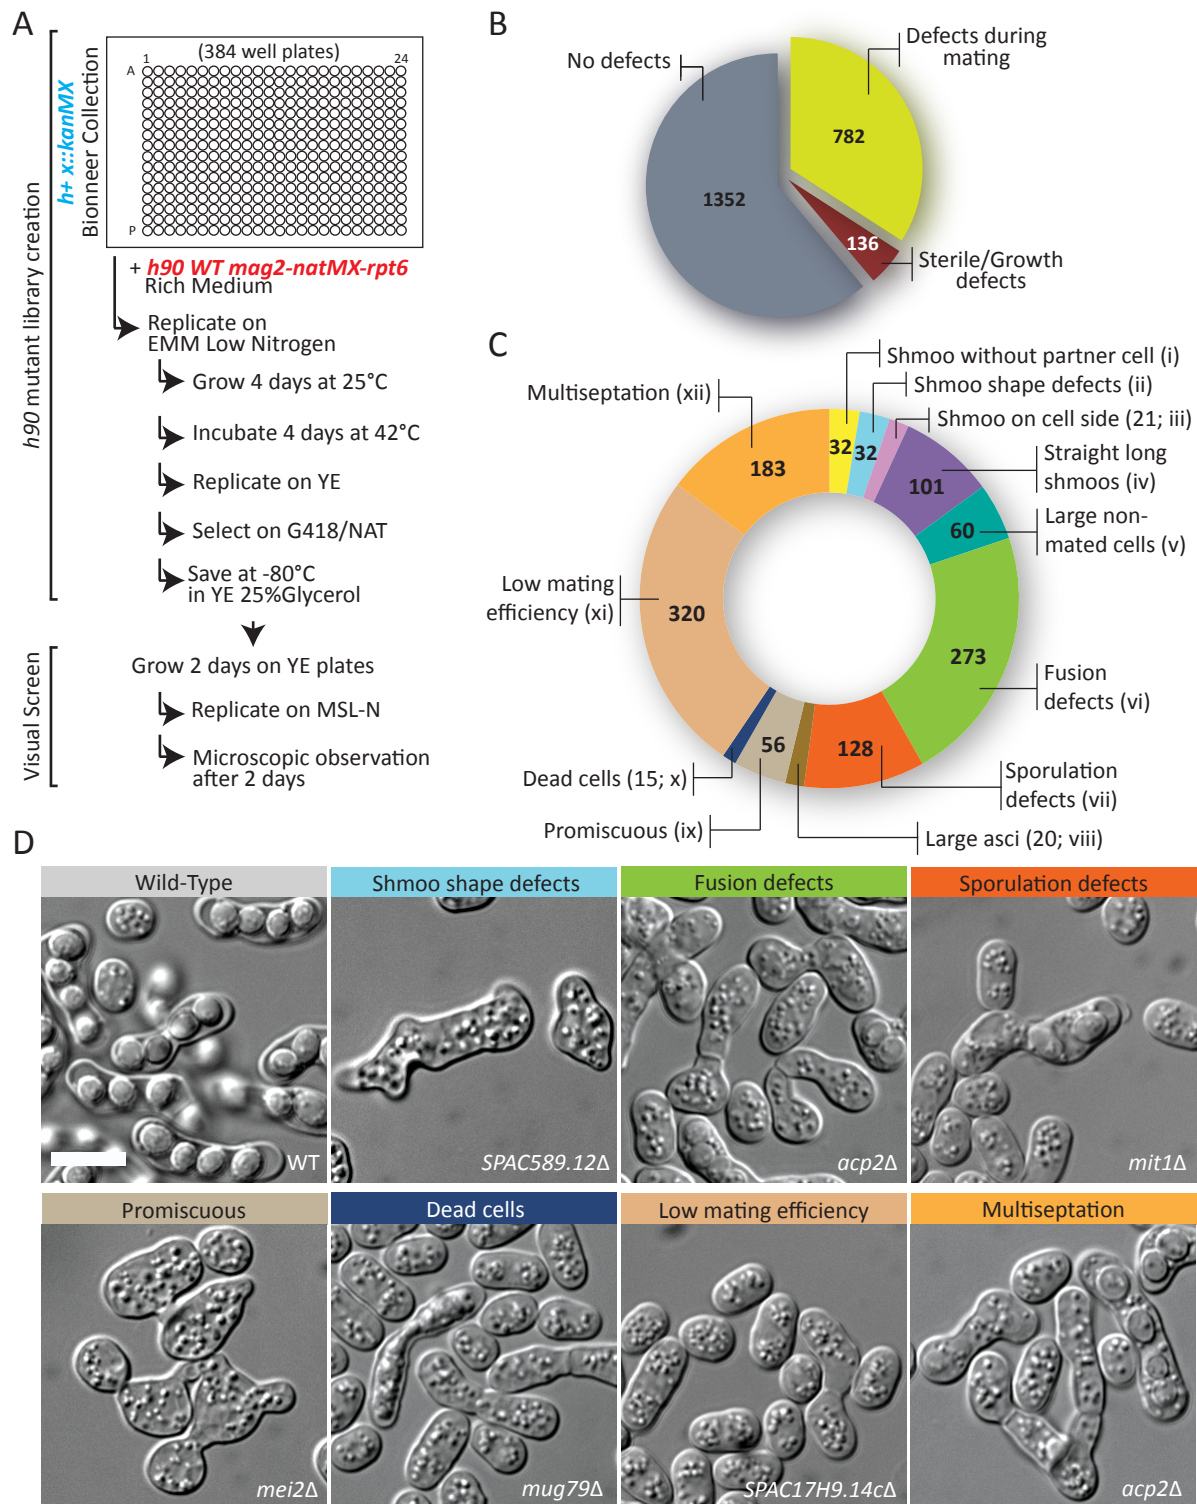 A
h90 mutant library creation
h+ x::kanMX
Bionneer Collection
(384 well plates)
1
24
A
P
+ h90 WT mag2-natMX-rpt6
Rich Medium
Replicate on
EMM Low Nitrogen
Grow 4 days at 25°C
Incubate 4 days at 42°C
Replicate on YE
Select on G418/NAT
Save at -80°C
in YE 25%Glycerol
Visual Screen
Grow 2 days on YE plates
Replicate on MSL-N
Microscopic observation
after 2 days
B
No defects
Defects during
mating
782
1352
136
Sterile/Growth
defects
C
Shmoo without partner cell (i)
Shmoo shape defects (ii)
Shmoo on cell side (21; iii)
Straight long
shmoos (iv)
Large non-
mated cells (v)
Fusion
defects (vi)
Sporulation
defects (vii)
Large asci (20; viii)
Promiscuous (ix)
Dead cells (15; x)
Low mating
efficiency (xi)
Multiseptation (xii)
32
32
101
60
273
128
56
320
183
D
Wild-Type
Shmoo shape defects
Fusion defects
Sporulation defects
WT
SPAC589.12Δ
acp2Δ
mit1Δ
Promiscuous
Dead cells
Low mating efficiency
Multiseptation
mei2Δ
mug79Δ
SPAC17H9.14cΔ
acp2Δ